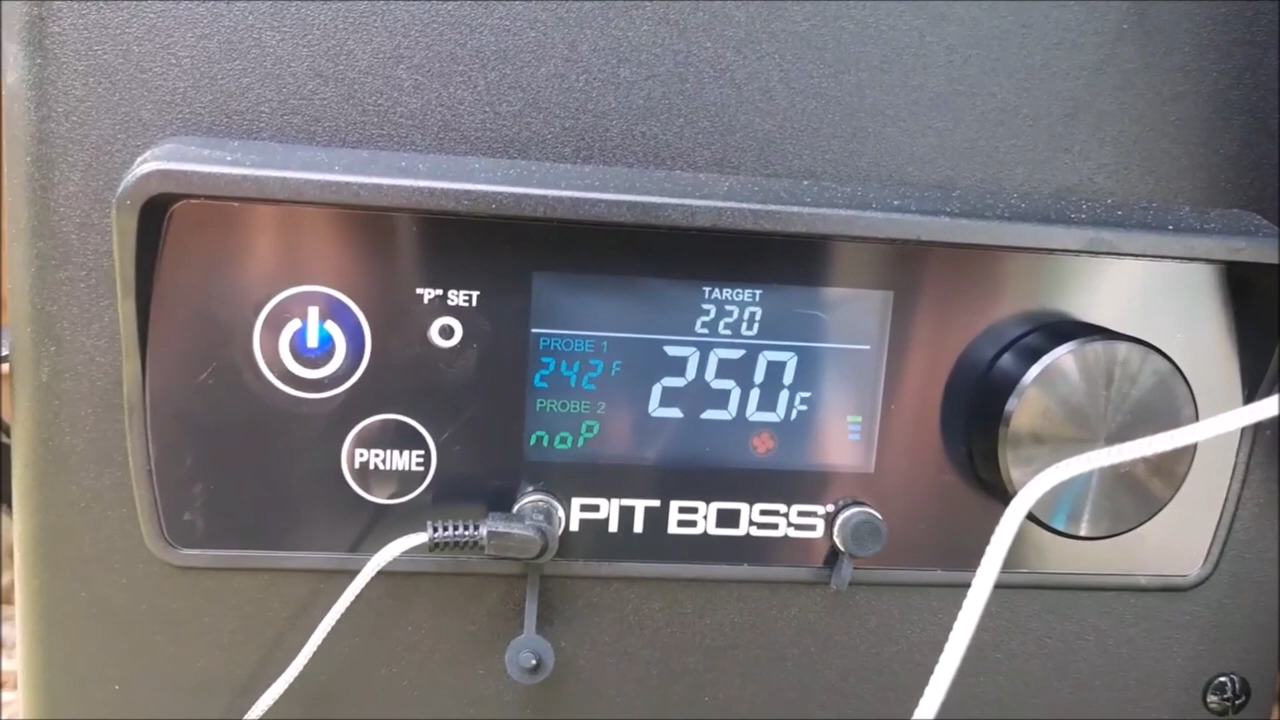 "P" SET
PRIME
TARGET
220
PROBE 1
242F
PROBE 2
noP
250F
PIT BOSS®